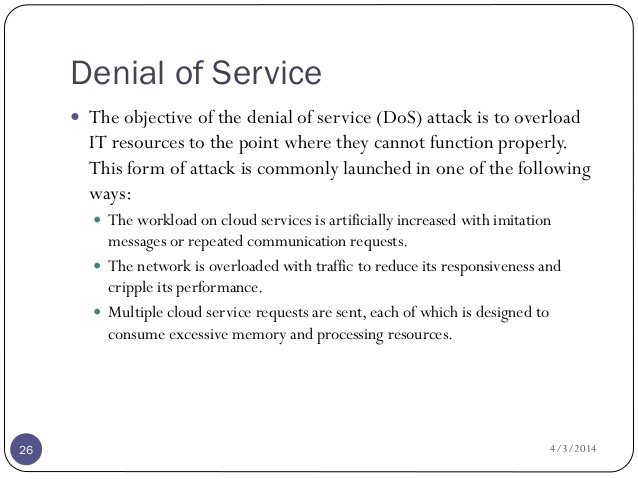 Denial of Service
• The objective of the denial of service (DoS) attack is to overload
IT resources to the point where they cannot function properly.
This form of attack is commonly launched in one of the following
ways:
• The workload on cloud services is artificially increased with imitation
messages or repeated communication requests.
• The network is overloaded with traffic to reduce its responsiveness and
cripple its performance.
• Multiple cloud service requests are sent, each of which is designed to
consume excessive memory and processing resources.
26
4/3/2014